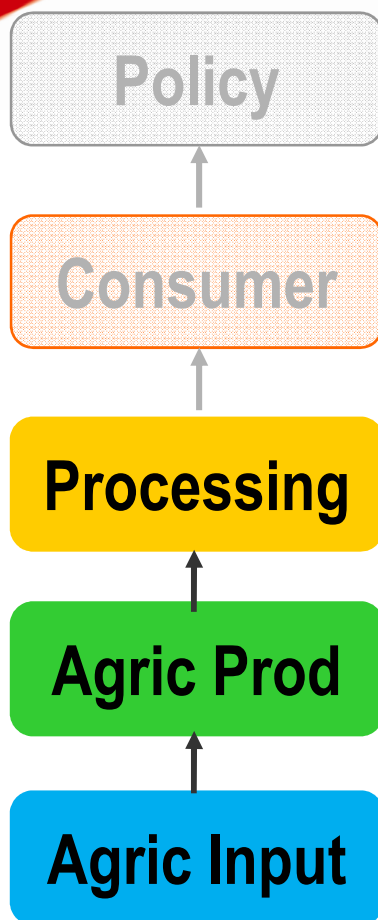 Policy
Consumer
Processing
Agric Prod
Agric Input